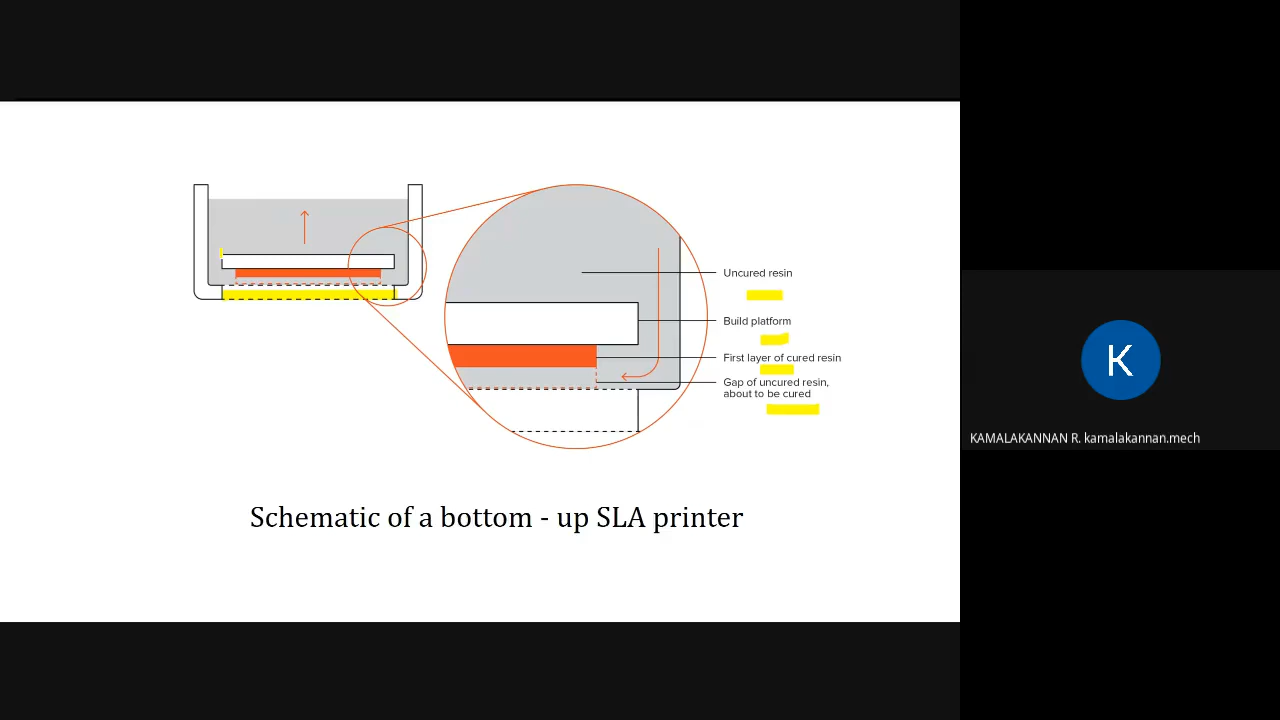 Uncured resin
Build platform
First layer of cured resin
Gap of uncured resin,
about to be cured
Schematic of a bottom - up SLA printer
K
KAMALAKANNAN R. kamalakannan.mech